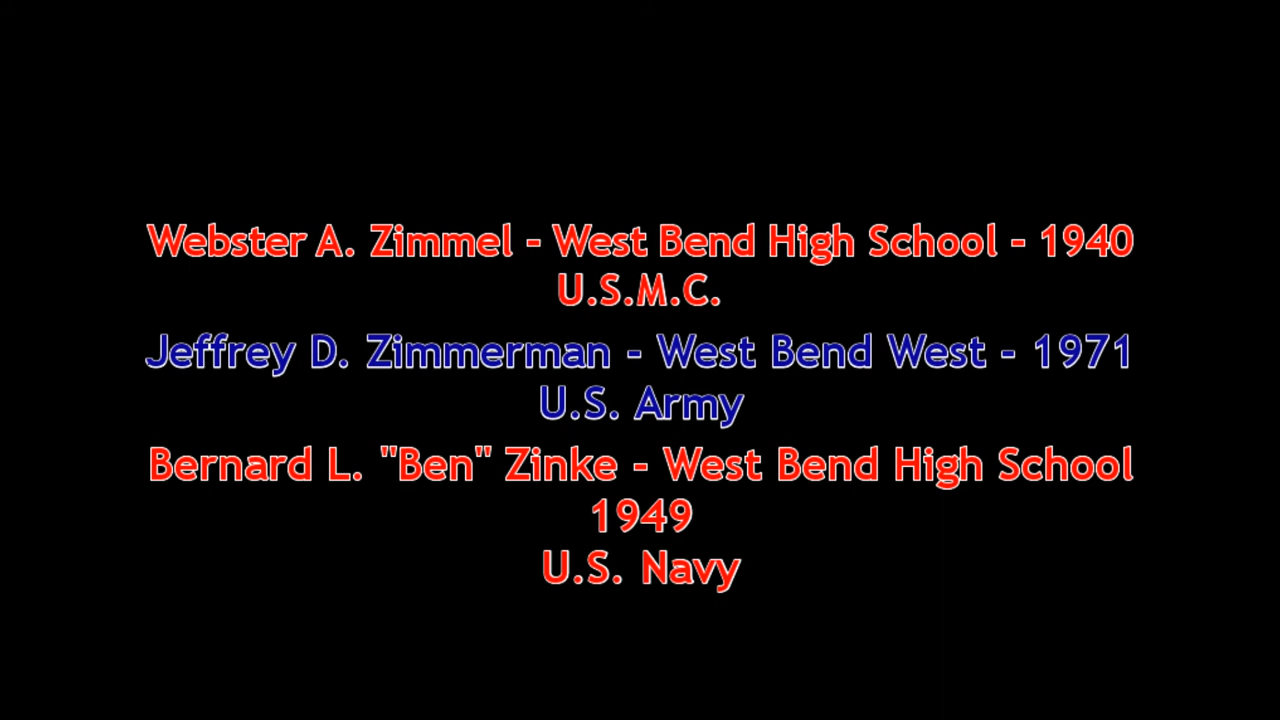 Webster A. Zimmel - West Bend High School - 1940
U.S.M.C.
Jeffrey D. Zimmerman - West Bend West - 1971
U.S. Army
Bernard L. "Ben" Zinke - West Bend High School
1949
U.S. Navy